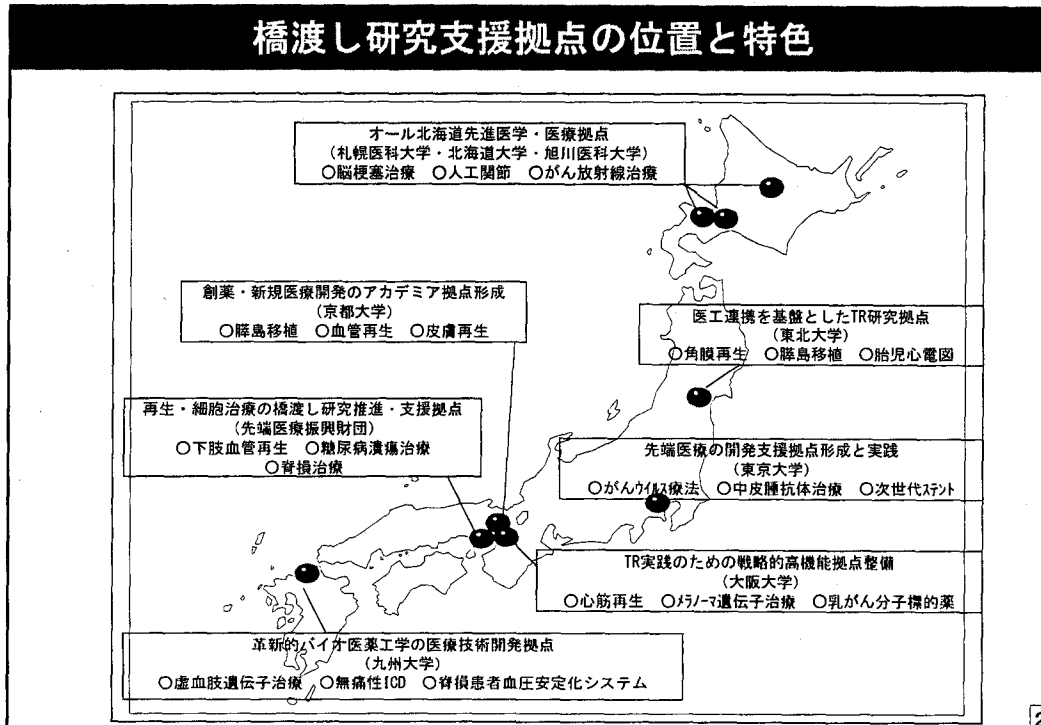 橋渡し研究支援拠点の位置と特色
オール北海道先進医学・医療拠点
(札幌医科大学・北海道大学・旭川医科大学)
○脳梗塞治療 ○人工関節 ○がん放射線治療
創薬・新規医療開発のアカデミア拠点形成
(京都大学)
○膵島移植 ○血管再生 ○皮膚再生
医工連携を基盤としたTR研究拠点
(東北大学)
○角膜再生 ○膵島移植 ○胎児心電図
再生・細胞治療の橋渡し研究推進・支援拠点
(先端医療振興財団)
○下肢血管再生 ○糖尿病潰瘍治療
○脊損治療
先端医療の開発支援拠点形成と実践
(東京大学)
○がんウイルス療法 ○中皮腫抗体治療 ○次世代ステント
TR実践のための戦略的高機能拠点整備
(大阪大学)
○心筋再生 ○メラノーマ遺伝子治療 ○乳がん分子標的薬
革新的バイオ医薬工学の医療技術開発拠点
(九州大学)
○虚血肢遺伝子治療 ○無痛性ICD ○脊損患者血圧安定化システム